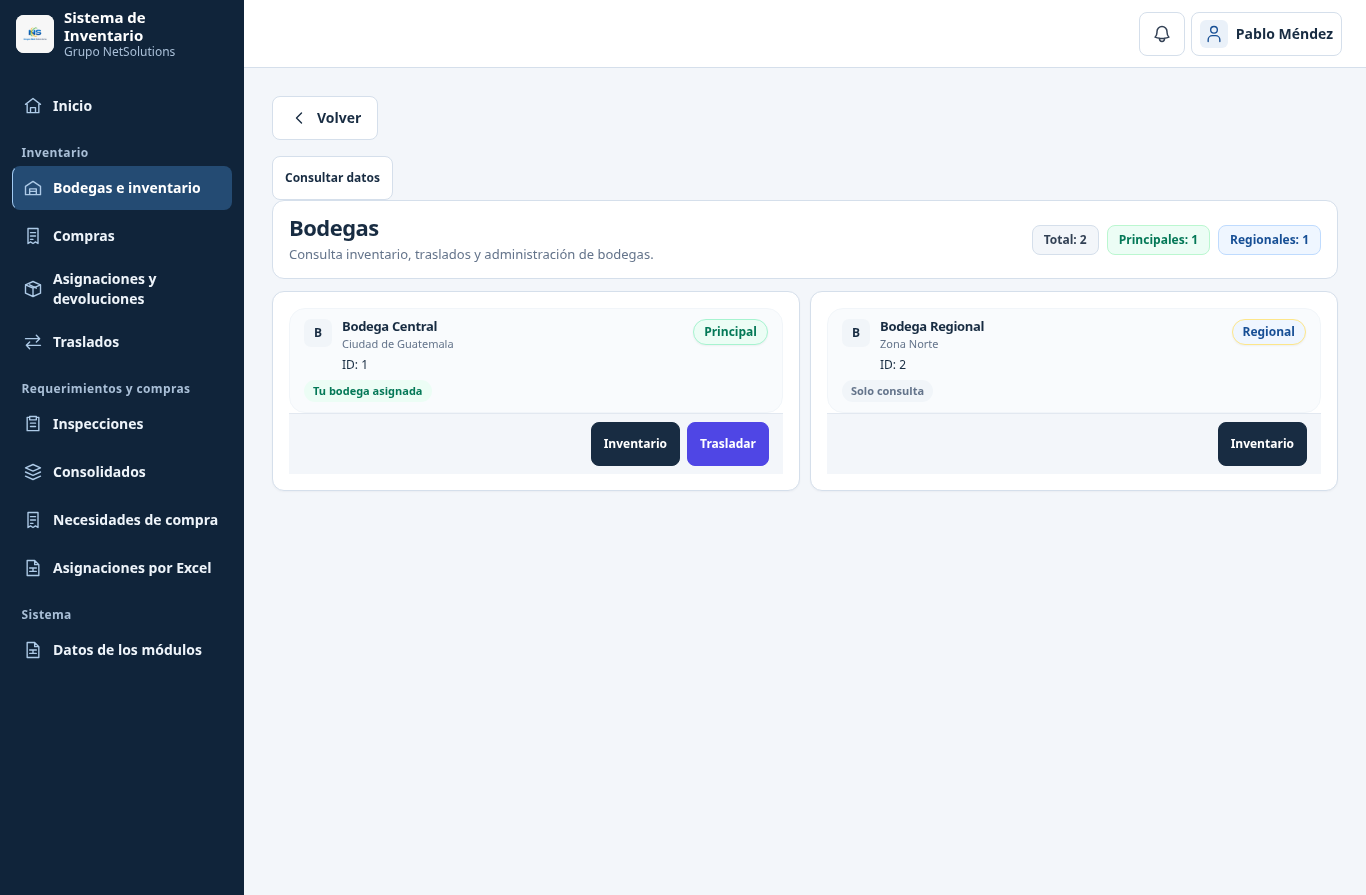 Sistema de
Inventario
Grupo NetSolutions
Inicio
Inventario
Bodegas e inventario
Compras
Asignaciones y
devoluciones
Traslados
Requerimientos y compras
Inspecciones
Consolidados
Necesidades de compra
Asignaciones por Excel
Sistema
Datos de los módulos
Pablo Méndez
Volver
Consultar datos
Bodegas
Consulta inventario, traslados y administración de bodegas.
Total: 2
Principales: 1
Regionales: 1
B
Bodega Central
Ciudad de Guatemala
ID: 1
Principal
Tu bodega asignada
Inventario
Trasladar
B
Bodega Regional
Zona Norte
ID: 2
Regional
Solo consulta
Inventario